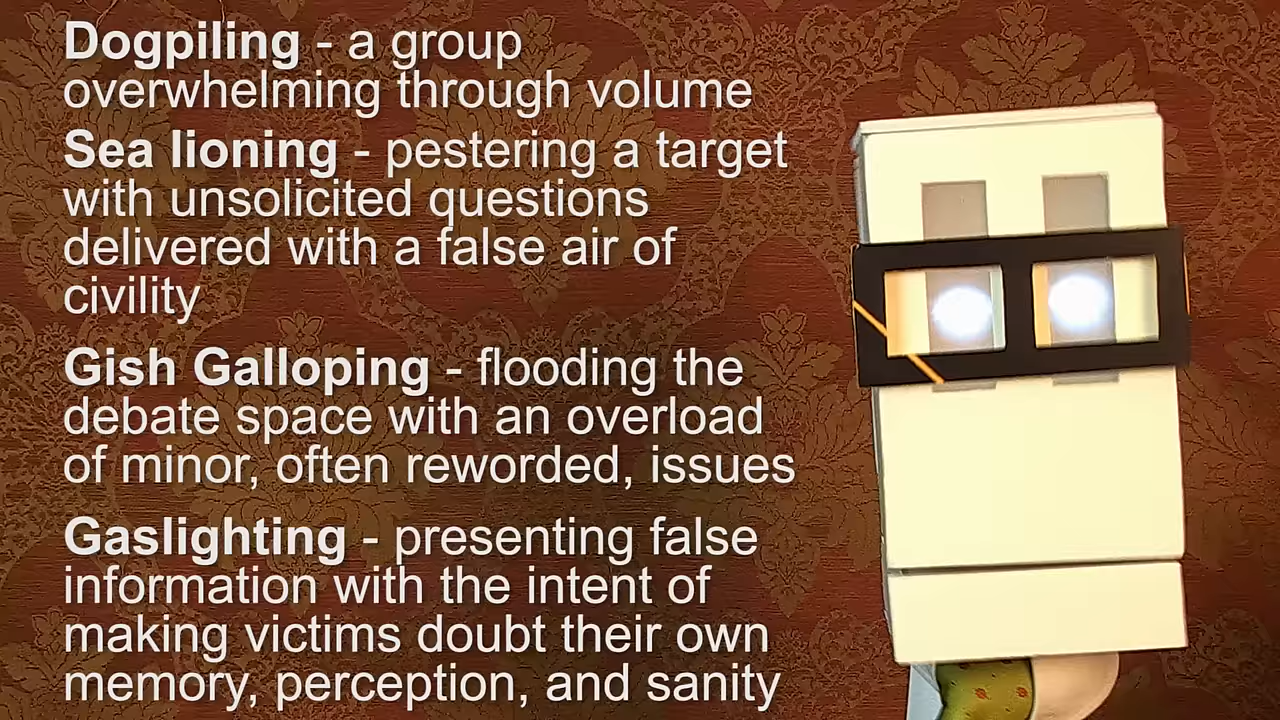 Dogpiling - a group
overwhelming through volume
Sea lioning - pestering a target
with unsolicited questions
delivered with a false air of
civility
Gish Galloping - flooding the
debate space with an overload
of minor, often reworded, issues
Gaslighting - presenting false
information with the intent of
making victims doubt their own
memory, perception, and sanity